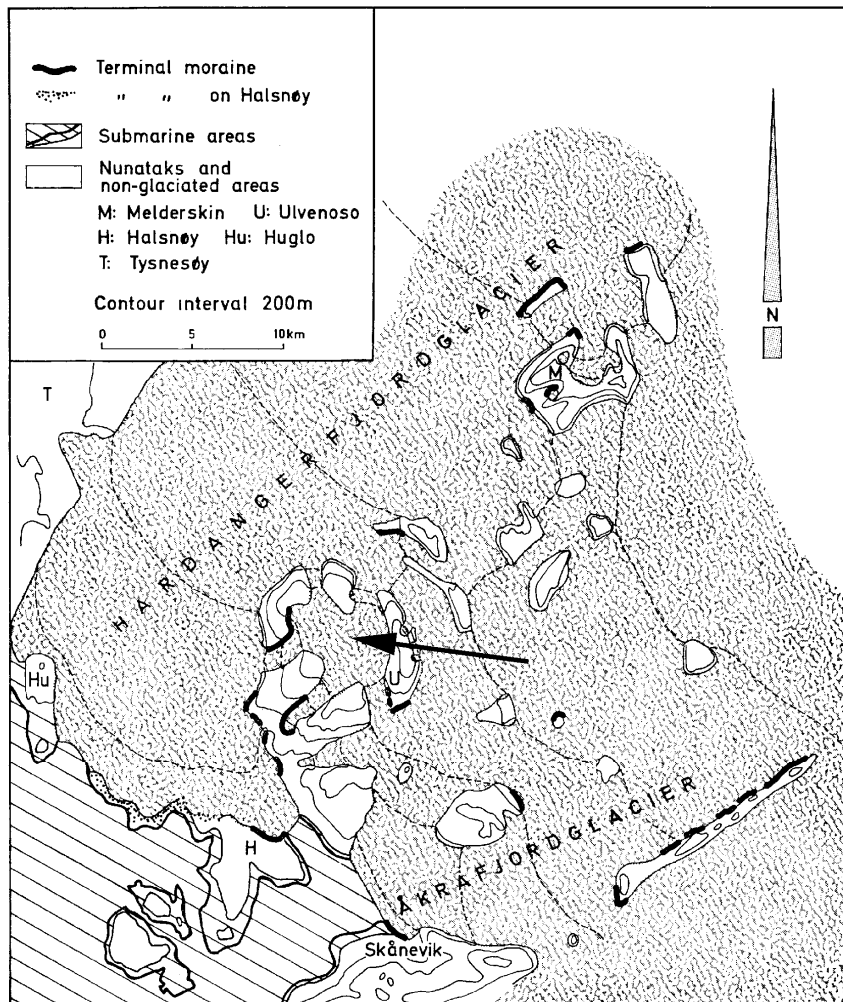 Terminal moraine
" " on Halsnøy
Submarine areas
Nunataks and
non-glaciated areas
M: Melderskin U: Ulvenoso
H: Halsnøy Hu: Huglo
T: Tysnesøy
Contour interval 200m
0 5 10km
N
T
HARDANGERFJORDGLACIER
M
U
Hu
H
ÅKRAFJORDGLACIER
Skånevik